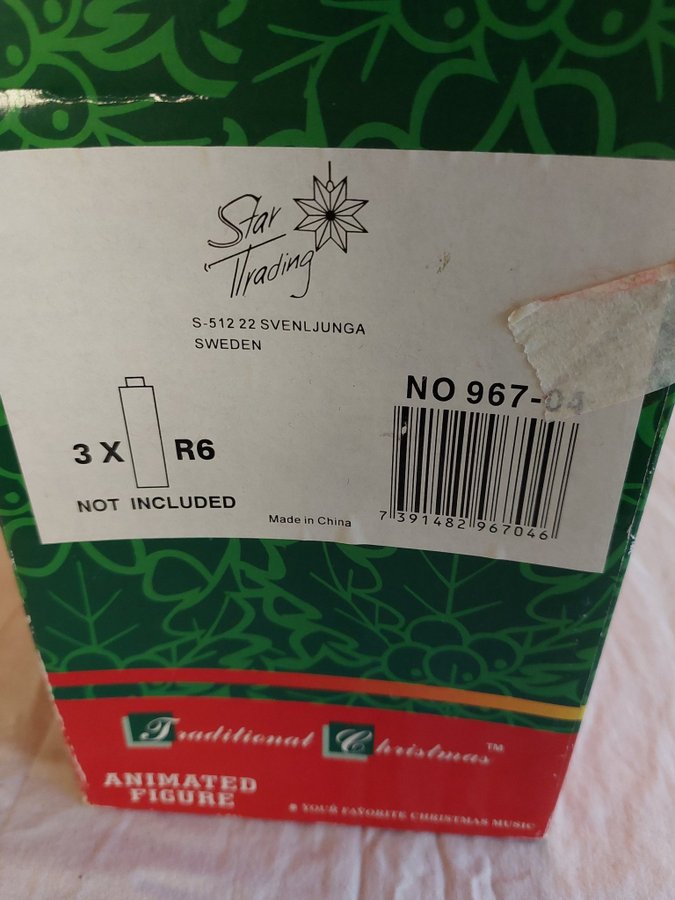 Star
Trading
S-512 22 SVENLJUNGA
SWEDEN
NO 967-04
3 X R6
NOT INCLUDED
Made in China
7 391482 967046
Traditional Christmas™
ANIMATED
FIGURE
YOUR FAVORITE CHRISTMAS MUSIC